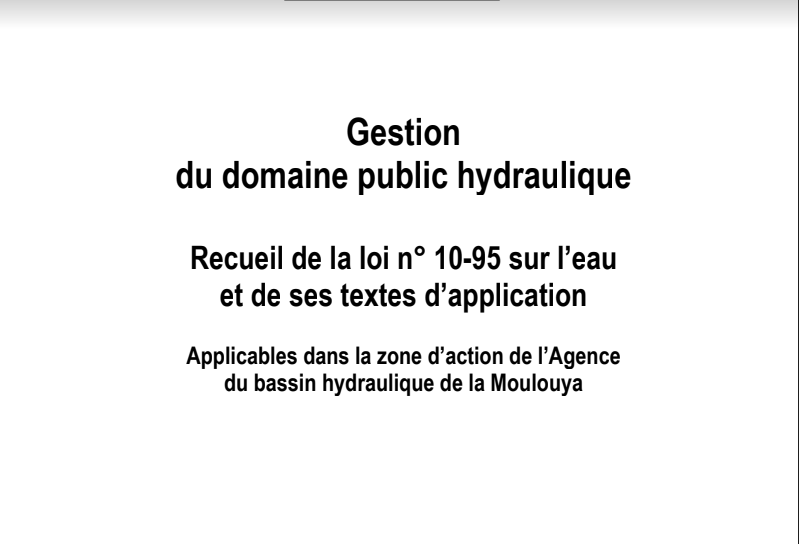 Gestion
du domaine public hydraulique
Recueil de la loi n° 10-95 sur l’eau
et de ses textes d’application
Applicables dans la zone d’action de l’Agence
du bassin hydraulique de la Moulouya